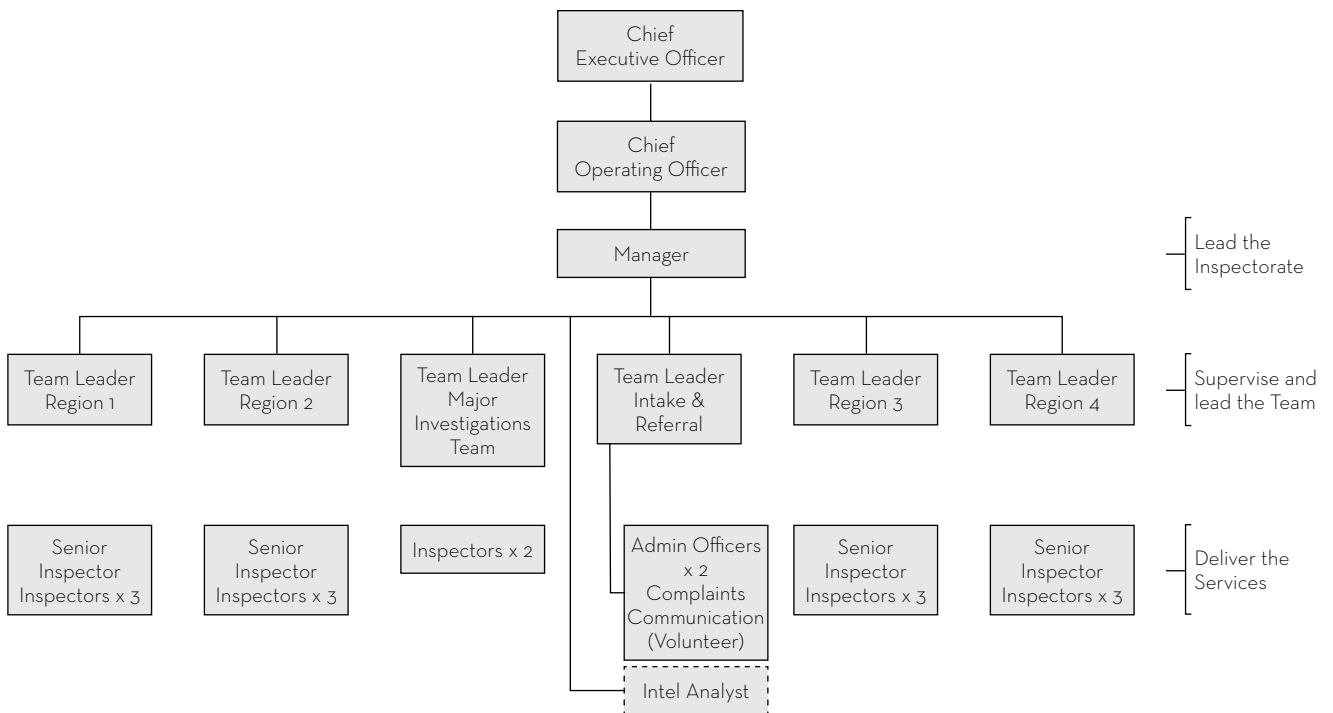 Chief
Executive Officer
Chief
Operating Officer
Manager
Lead the
Inspectorate
Team Leader
Region 1
Team Leader
Region 2
Team Leader
Major
Investigations
Team
Team Leader
Intake &
Referral
Team Leader
Region 3
Team Leader
Region 4
Supervise and
lead the Team
Senior
Inspector
Inspectors x 3
Senior
Inspector
Inspectors x 3
Inspectors x 2
Admin Officers
x 2
Complaints
Communication
(Volunteer)
Senior
Inspector
Inspectors x 3
Senior
Inspector
Inspectors x 3
Deliver the
Services
Intel Analyst